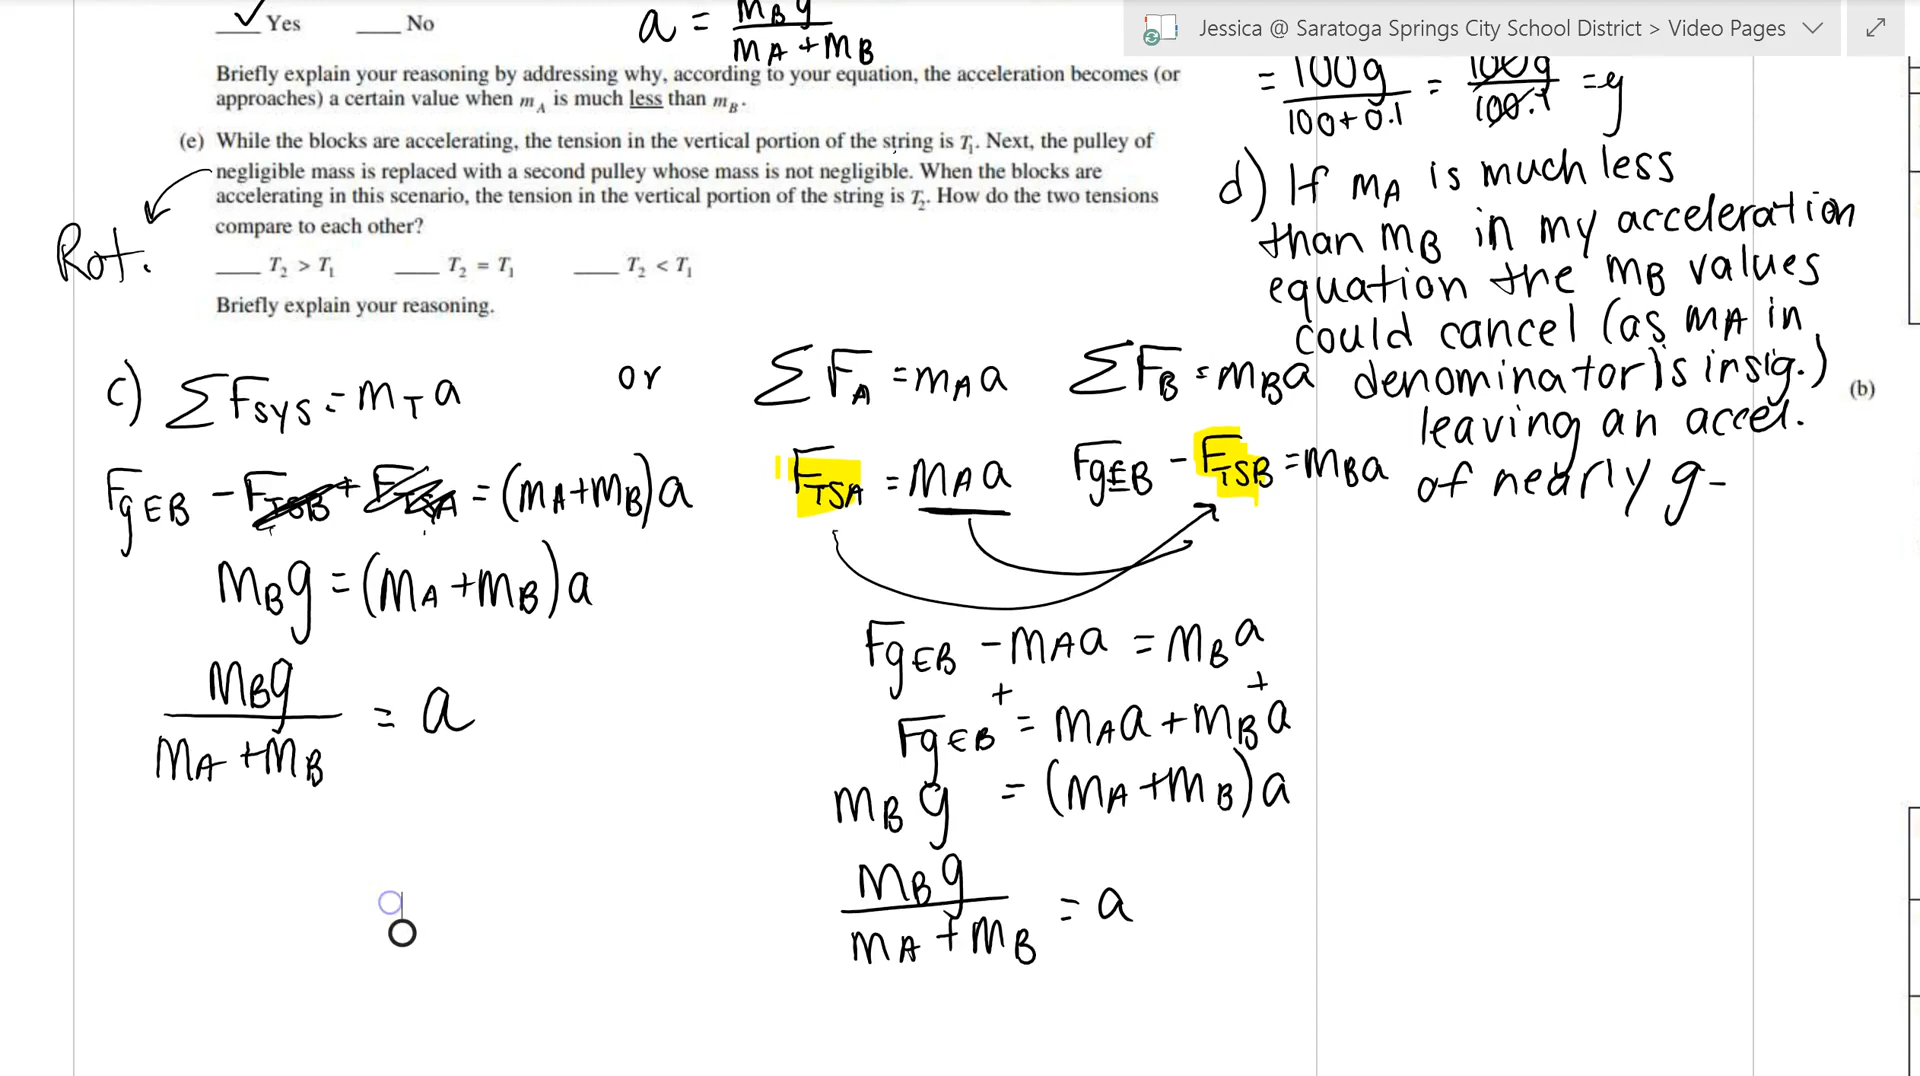 Yes No
a = mB g / mA + mB
Jessica @ Saratoga Springs City School District > Video Pages
Briefly explain your reasoning by addressing why, according to your equation, the acceleration becomes (or
approaches) a certain value when mA is much less than mB.
= 100g / 100+0.1 = 100g / 100.1 = g
(e) While the blocks are accelerating, the tension in the vertical portion of the string is T1. Next, the pulley of
negligible mass is replaced with a second pulley whose mass is not negligible. When the blocks are
accelerating in this scenario, the tension in the vertical portion of the string is T2. How do the two tensions
compare to each other?
Rot.
T2 > T1 T2 = T1 T2 < T1
Briefly explain your reasoning.
d) If mA is much less
than mB in my acceleration
equation the mB values
could cancel (as mA in
denominator is insig.)
leaving an accel.
of nearly g-
(b)
c) ΣFsys = mT a
FgEB - FTSB + FTSA = (mA+mB)a
mBg = (mA+mB)a
mBg / mA+mB = a
or
ΣFA = mAa ΣFB = mBa
FTSA = mAa FgEB - FTSB = mBa
FgEB - mAa = mBa
+ +
FgEB = mAa + mBa
mBg = (mA+mB)a
mBg / mA+mB = a